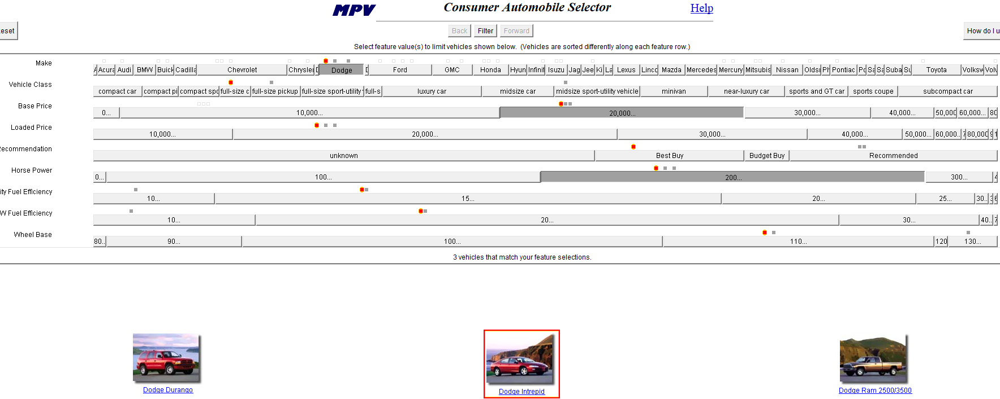 MPV Consumer Automobile Selector Help
eset Back Filter Forward How do I u
Select feature value(s) to limit vehicles shown below. (Vehicles are sorted differently along each feature row.)
Make
Acura Audi BMW Buick Cadilla Chevrolet Chrysler Dodge Ford GMC Honda Hyun Infinit Isuzu Jag Jee Ki La Lexus Linco Mazda Mercedes Mercury Mitsubis Nissan Olds Pl Pontiac Po Sa Sa Suba Su Toyota Volksw Volv
Vehicle Class
compact car compact pi compact spo full-size c full-size pickup full-size sport-utility full-s luxury car midsize car midsize sport-utility vehicle minivan near-luxury car sports and GT car sports coupe subcompact car
Base Price
0... 10,000... 20,000... 30,000... 40,000... 50,000 60,000... 80
Loaded Price
10,000... 20,000... 30,000... 40,000... 50,000... 60,000... 7 80,000 9 1
Recommendation
unknown Best Buy Budget Buy Recommended
Horse Power
0... 100... 200... 300... 4
ity Fuel Efficiency
10... 15... 20... 25... 30..
W Fuel Efficiency
10... 20... 30... 40.. 7
Wheel Base
80.. 90... 100... 110... 120 130...
3 vehicles that match your feature selections.
Dodge Durango
Dodge Intrepid
Dodge Ram 2500/3500